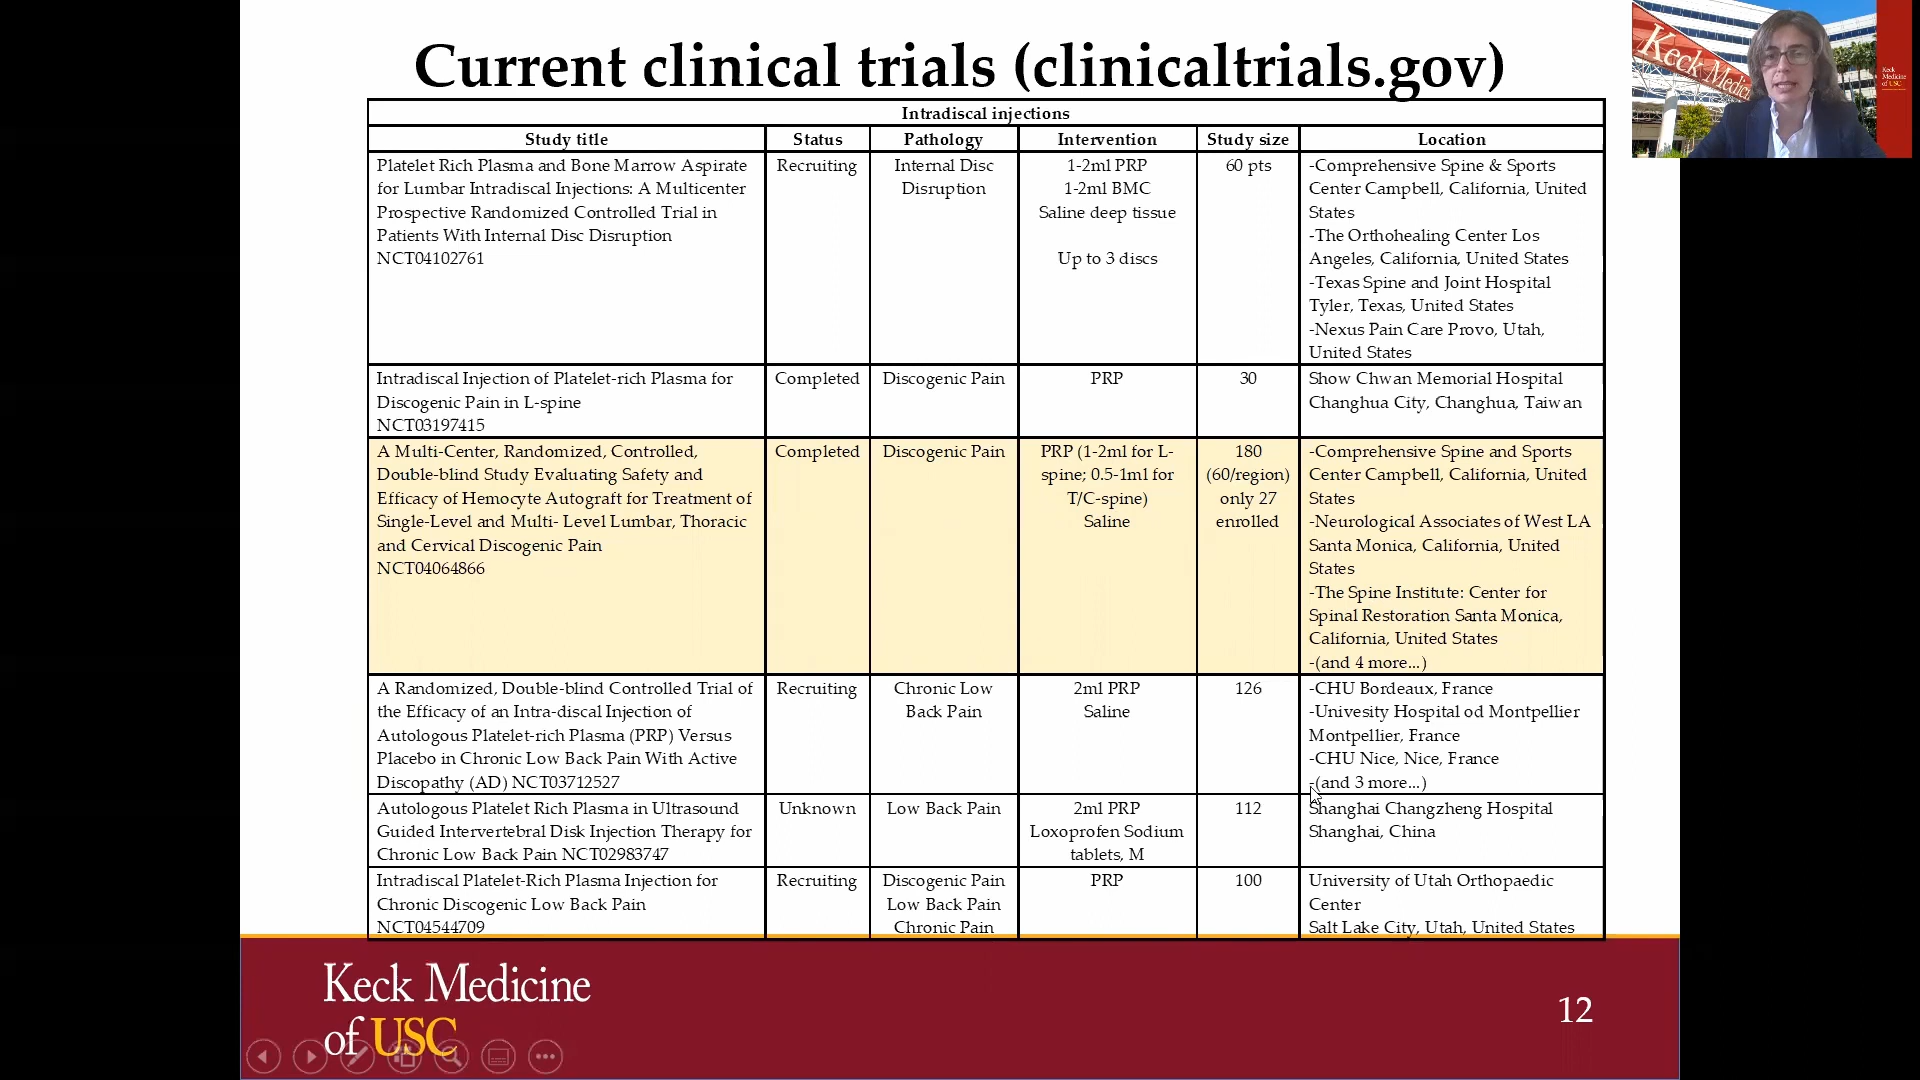 Current clinical trials (clinicaltrials.gov)
Intradiscal injections
Study title Status Pathology Intervention Study size Location
Platelet Rich Plasma and Bone Marrow Aspirate
for Lumbar Intradiscal Injections: A Multicenter
Prospective Randomized Controlled Trial in
Patients With Internal Disc Disruption
NCT04102761
Recruiting
Internal Disc
Disruption
1-2ml PRP
1-2ml BMC
Saline deep tissue
Up to 3 discs
60 pts
-Comprehensive Spine & Sports
Center Campbell, California, United
States
-The Orthohealing Center Los
Angeles, California, United States
-Texas Spine and Joint Hospital
Tyler, Texas, United States
-Nexus Pain Care Provo, Utah,
United States
Intradiscal Injection of Platelet-rich Plasma for
Discogenic Pain in L-spine
NCT03197415
Completed
Discogenic Pain
PRP
30
Show Chwan Memorial Hospital
Changhua City, Changhua, Taiwan
A Multi-Center, Randomized, Controlled,
Double-blind Study Evaluating Safety and
Efficacy of Hemocyte Autograft for Treatment of
Single-Level and Multi- Level Lumbar, Thoracic
and Cervical Discogenic Pain
NCT04064866
Completed
Discogenic Pain
PRP (1-2ml for L-
spine; 0.5-1ml for
T/C-spine)
Saline
180
(60/region)
only 27
enrolled
-Comprehensive Spine and Sports
Center Campbell, California, United
States
-Neurological Associates of West LA
Santa Monica, California, United
States
-The Spine Institute: Center for
Spinal Restoration Santa Monica,
California, United States
-(and 4 more...)
A Randomized, Double-blind Controlled Trial of
the Efficacy of an Intra-discal Injection of
Autologous Platelet-rich Plasma (PRP) Versus
Placebo in Chronic Low Back Pain With Active
Discopathy (AD) NCT03712527
Recruiting
Chronic Low
Back Pain
2ml PRP
Saline
126
-CHU Bordeaux, France
-Univesity Hospital od Montpellier
Montpellier, France
-CHU Nice, Nice, France
-(and 3 more...)
Autologous Platelet Rich Plasma in Ultrasound
Guided Intervertebral Disk Injection Therapy for
Chronic Low Back Pain NCT02983747
Unknown
Low Back Pain
2ml PRP
Loxoprofen Sodium
tablets, M
112
Shanghai Changzheng Hospital
Shanghai, China
Intradiscal Platelet-Rich Plasma Injection for
Chronic Discogenic Low Back Pain
NCT04544709
Recruiting
Discogenic Pain
Low Back Pain
Chronic Pain
PRP
100
University of Utah Orthopaedic
Center
Salt Lake City, Utah, United States
Keck Medicine
of USC
12
Keck Medici
Keck
Medicine
of USC